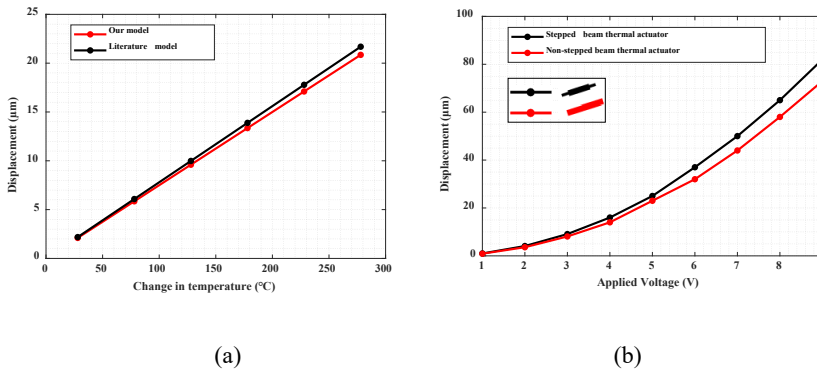 25
20
15
10
5
0
Displacement (µm)
Our model
Literature model
0 50 100 150 200 250 300
Change in temperature (°C)
(a)
100
80
60
40
20
0
Displacement (µm)
Stepped beam thermal actuator
Non-stepped beam thermal actuator
1 2 3 4 5 6 7 8
Applied Voltage (V)
(b)